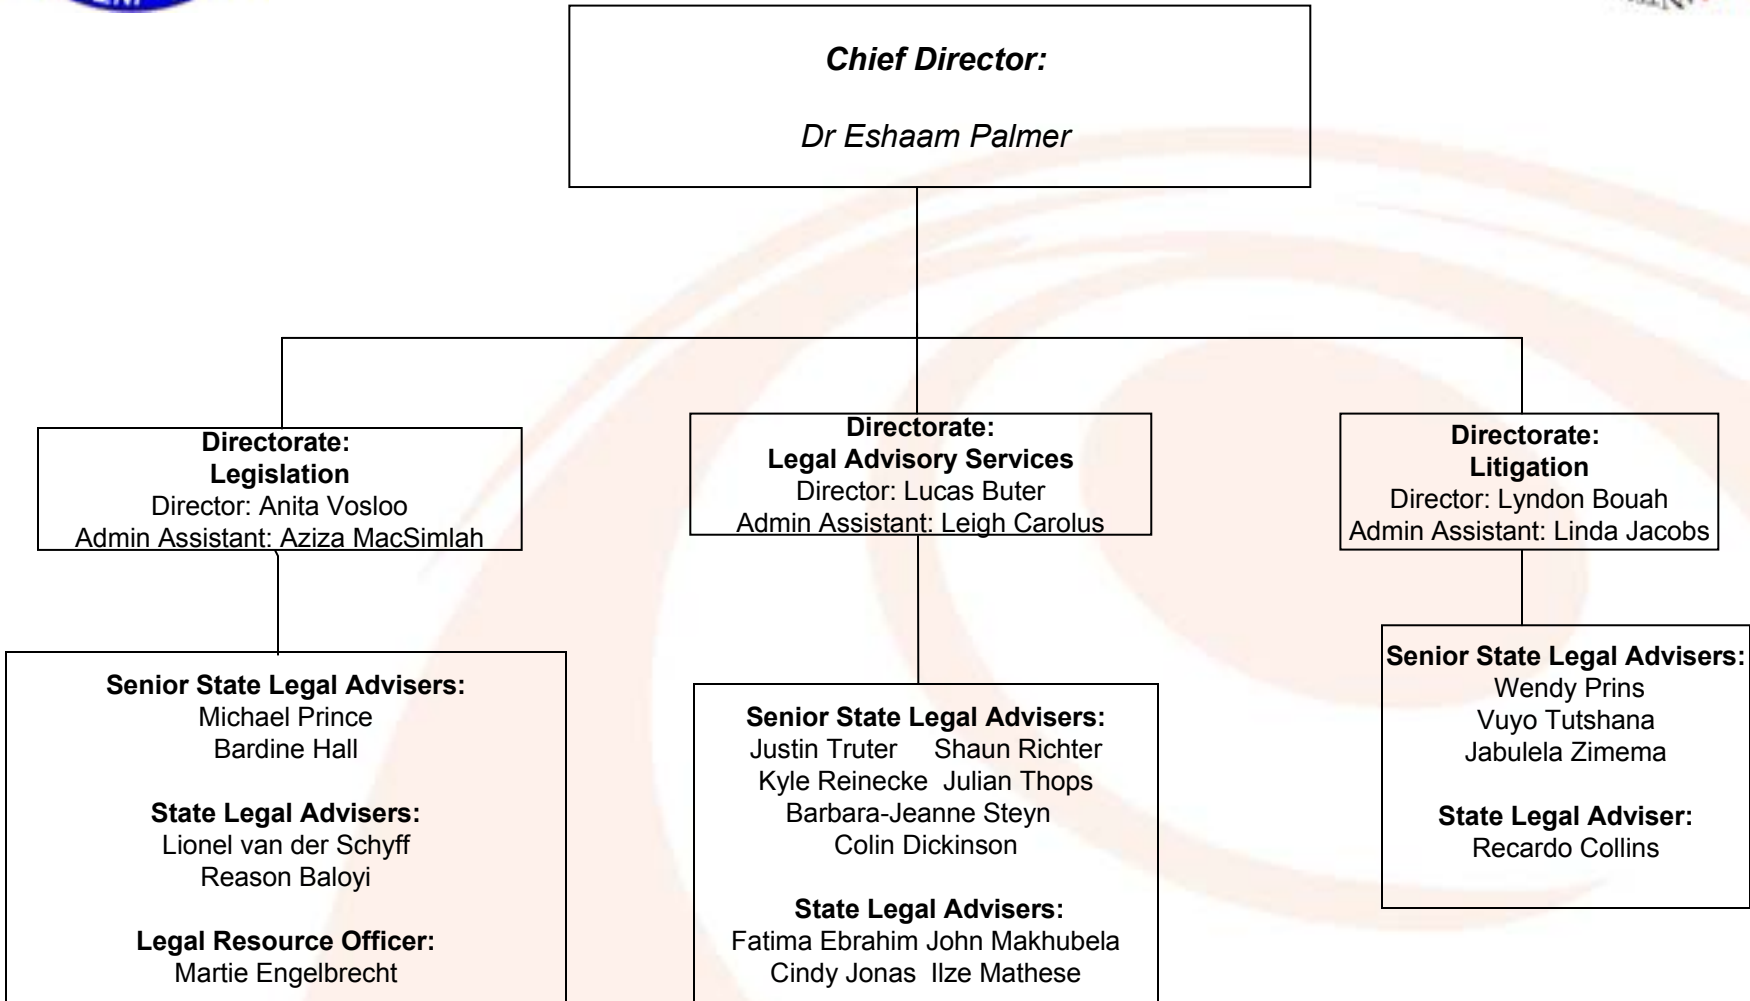 Chief Director:
Dr Eshaam Palmer
Directorate:
Legislation
Director: Anita Vosloo
Admin Assistant: Aziza MacSimlah
Directorate:
Legal Advisory Services
Director: Lucas Buter
Admin Assistant: Leigh Carolus
Directorate:
Litigation
Director: Lyndon Bouah
Admin Assistant: Linda Jacobs
Senior State Legal Advisers:
Michael Prince
Bardine Hall
State Legal Advisers:
Lionel van der Schyff
Reason Baloyi
Legal Resource Officer:
Martie Engelbrecht
Senior State Legal Advisers:
Justin Truter Shaun Richter
Kyle Reinecke Julian Thops
Barbara-Jeanne Steyn
Colin Dickinson
State Legal Advisers:
Fatima Ebrahim John Makhubela
Cindy Jonas Ilze Mathese
Senior State Legal Advisers:
Wendy Prins
Vuyo Tutshana
Jabulela Zimema
State Legal Adviser:
Recardo Collins